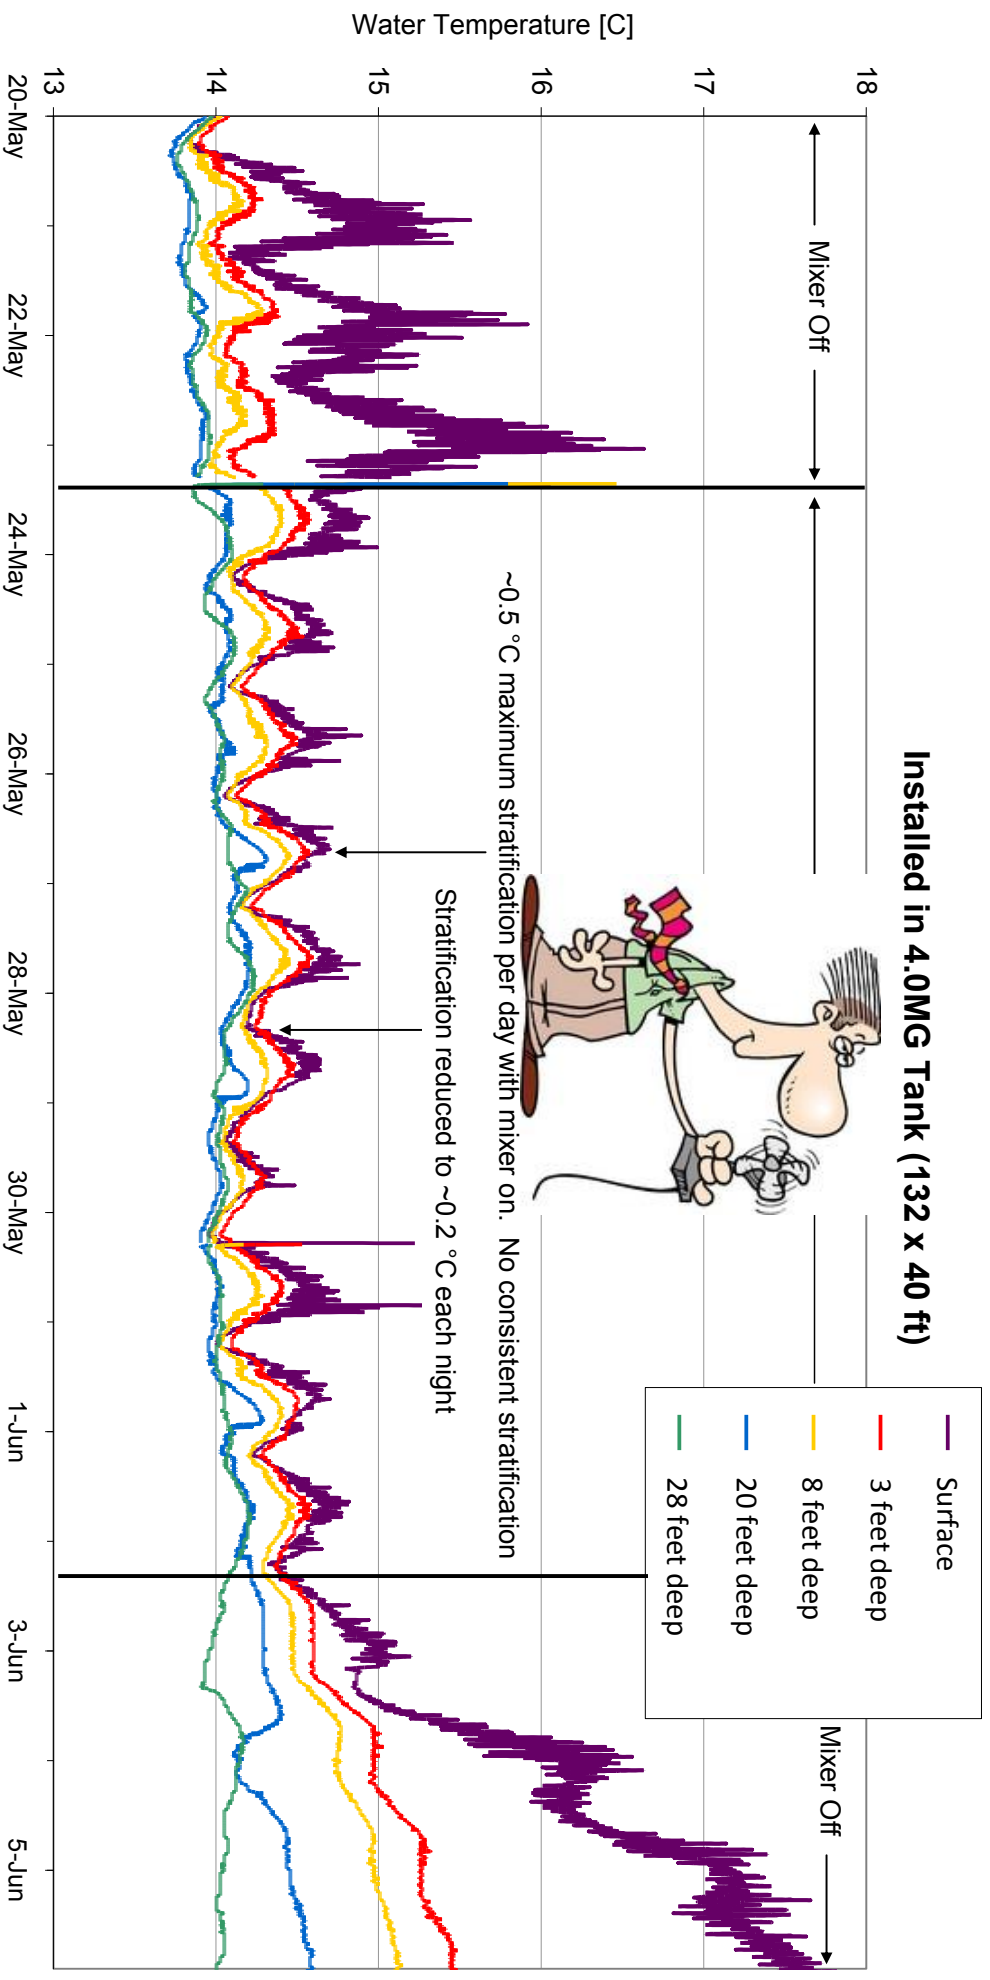 Installed in 4.0MG Tank (132 x 40 ft)
Water Temperature [C]
18
17
16
15
14
13
Mixer Off
Mixer Off
Surface
3 feet deep
8 feet deep
20 feet deep
28 feet deep
~0.5 °C maximum stratification per day with mixer on. No consistent stratification
Stratification reduced to ~0.2 °C each night
20-May
22-May
24-May
26-May
28-May
30-May
1-Jun
3-Jun
5-Jun